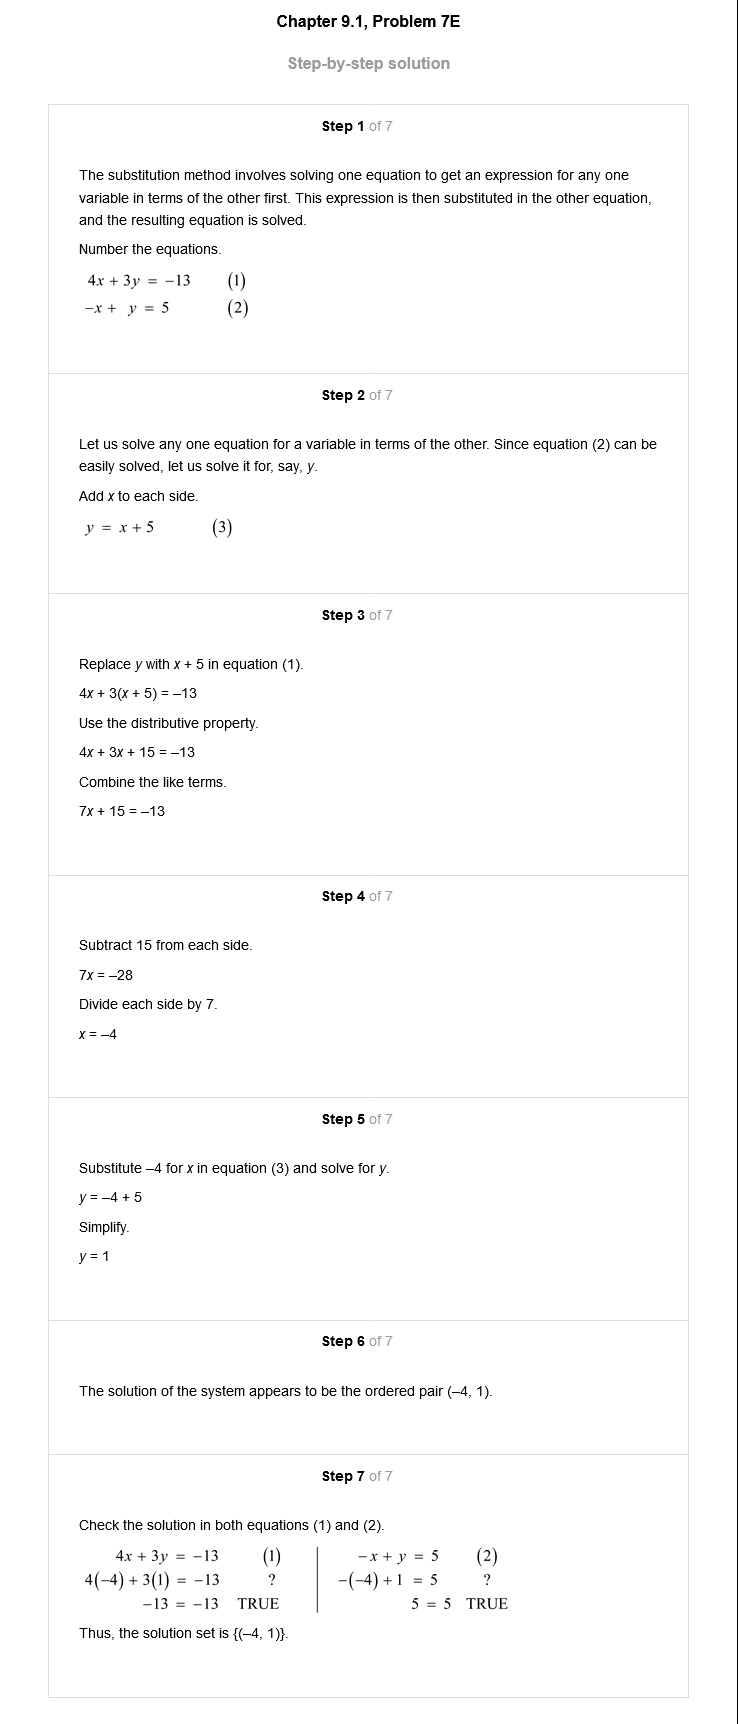 Chapter 9.1, Problem 7E
Step-by-step solution
Step 1 of 7
The substitution method involves solving one equation to get an expression for any one
variable in terms of the other first. This expression is then substituted in the other equation,
and the resulting equation is solved.
Number the equations.
4x + 3y = −13 (1)
−x + y = 5 (2)
Step 2 of 7
Let us solve any one equation for a variable in terms of the other. Since equation (2) can be
easily solved, let us solve it for, say, y.
Add x to each side.
y = x + 5 (3)
Step 3 of 7
Replace y with x + 5 in equation (1).
4x + 3(x + 5) = –13
Use the distributive property.
4x + 3x + 15 = –13
Combine the like terms.
7x + 15 = –13
Step 4 of 7
Subtract 15 from each side.
7x = –28
Divide each side by 7.
x = –4
Step 5 of 7
Substitute –4 for x in equation (3) and solve for y.
y = –4 + 5
Simplify.
y = 1
Step 6 of 7
The solution of the system appears to be the ordered pair (–4, 1).
Step 7 of 7
Check the solution in both equations (1) and (2).
4x + 3y = −13 (1) −x + y = 5 (2)
4(−4) + 3(1) = −13 ? −(−4) + 1 = 5 ?
−13 = −13 TRUE 5 = 5 TRUE
Thus, the solution set is {(–4, 1)}.